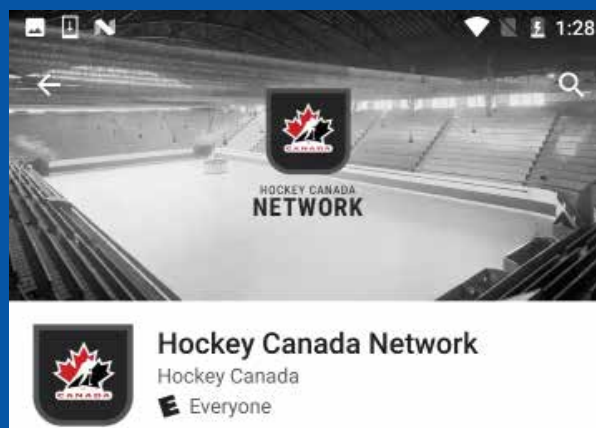 1:28
CANADA
HOCKEY CANADA
NETWORK
CANADA
Hockey Canada Network
Hockey Canada
E Everyone